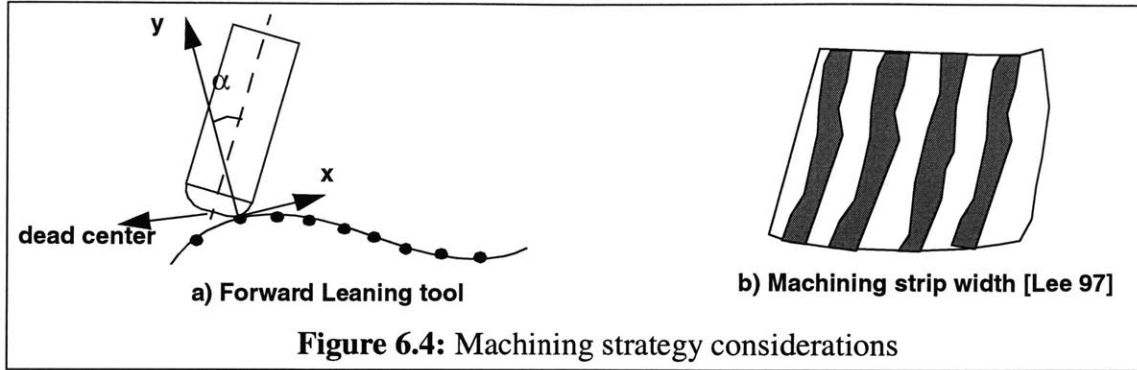 y
α
x
dead center
a) Forward Leaning tool
b) Machining strip width [Lee 97]
Figure 6.4: Machining strategy considerations